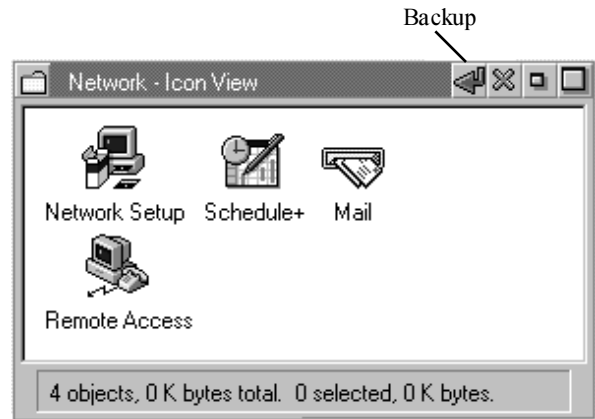 Backup
Network - Icon View
Network Setup
Schedule+
Mail
Remote Access
4 objects, 0 K bytes total.  0 selected, 0 K bytes.